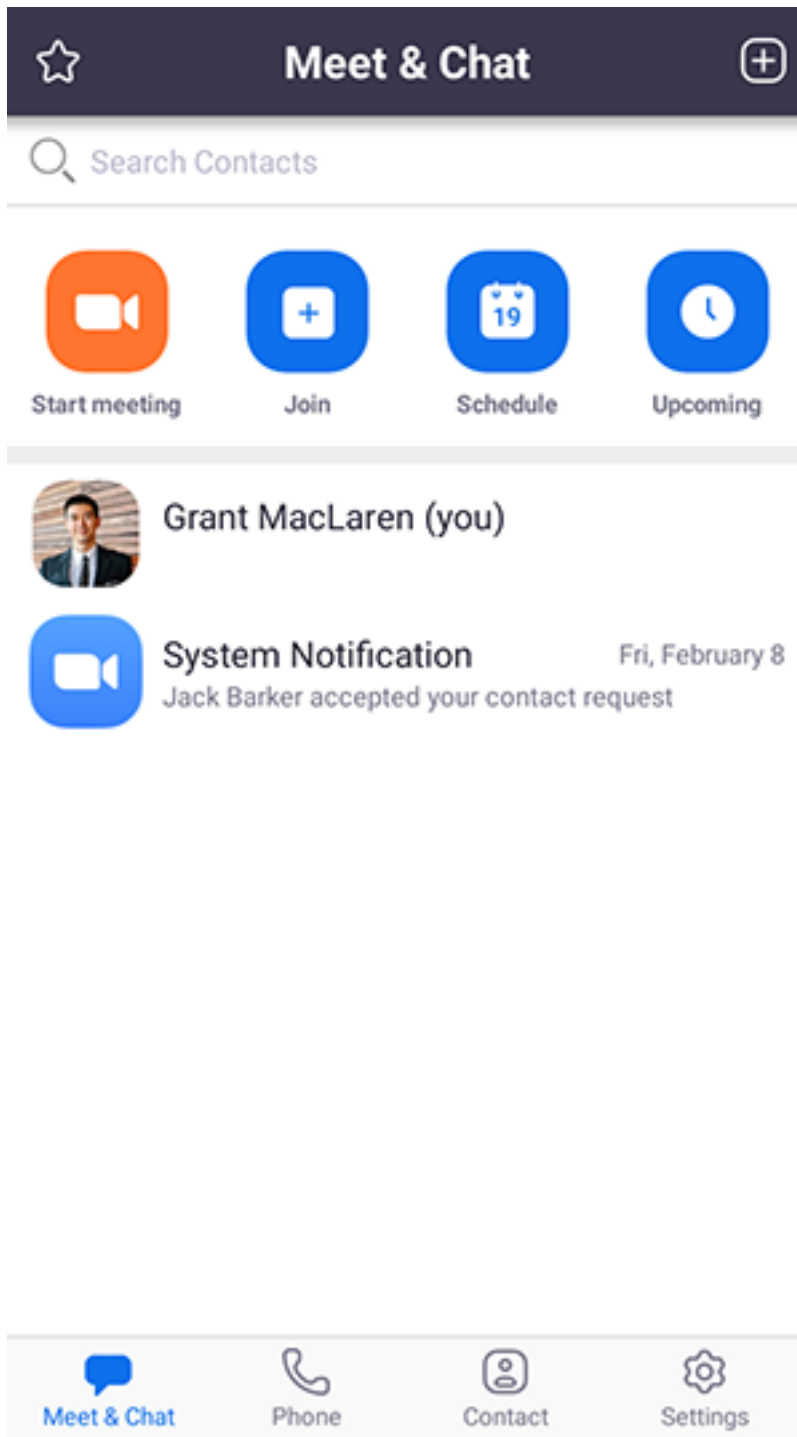 Meet & Chat
Search Contacts
19
Start meeting Join Schedule Upcoming
Grant MacLaren (you)
System Notification Fri, February 8
Jack Barker accepted your contact request
Meet & Chat Phone Contact Settings